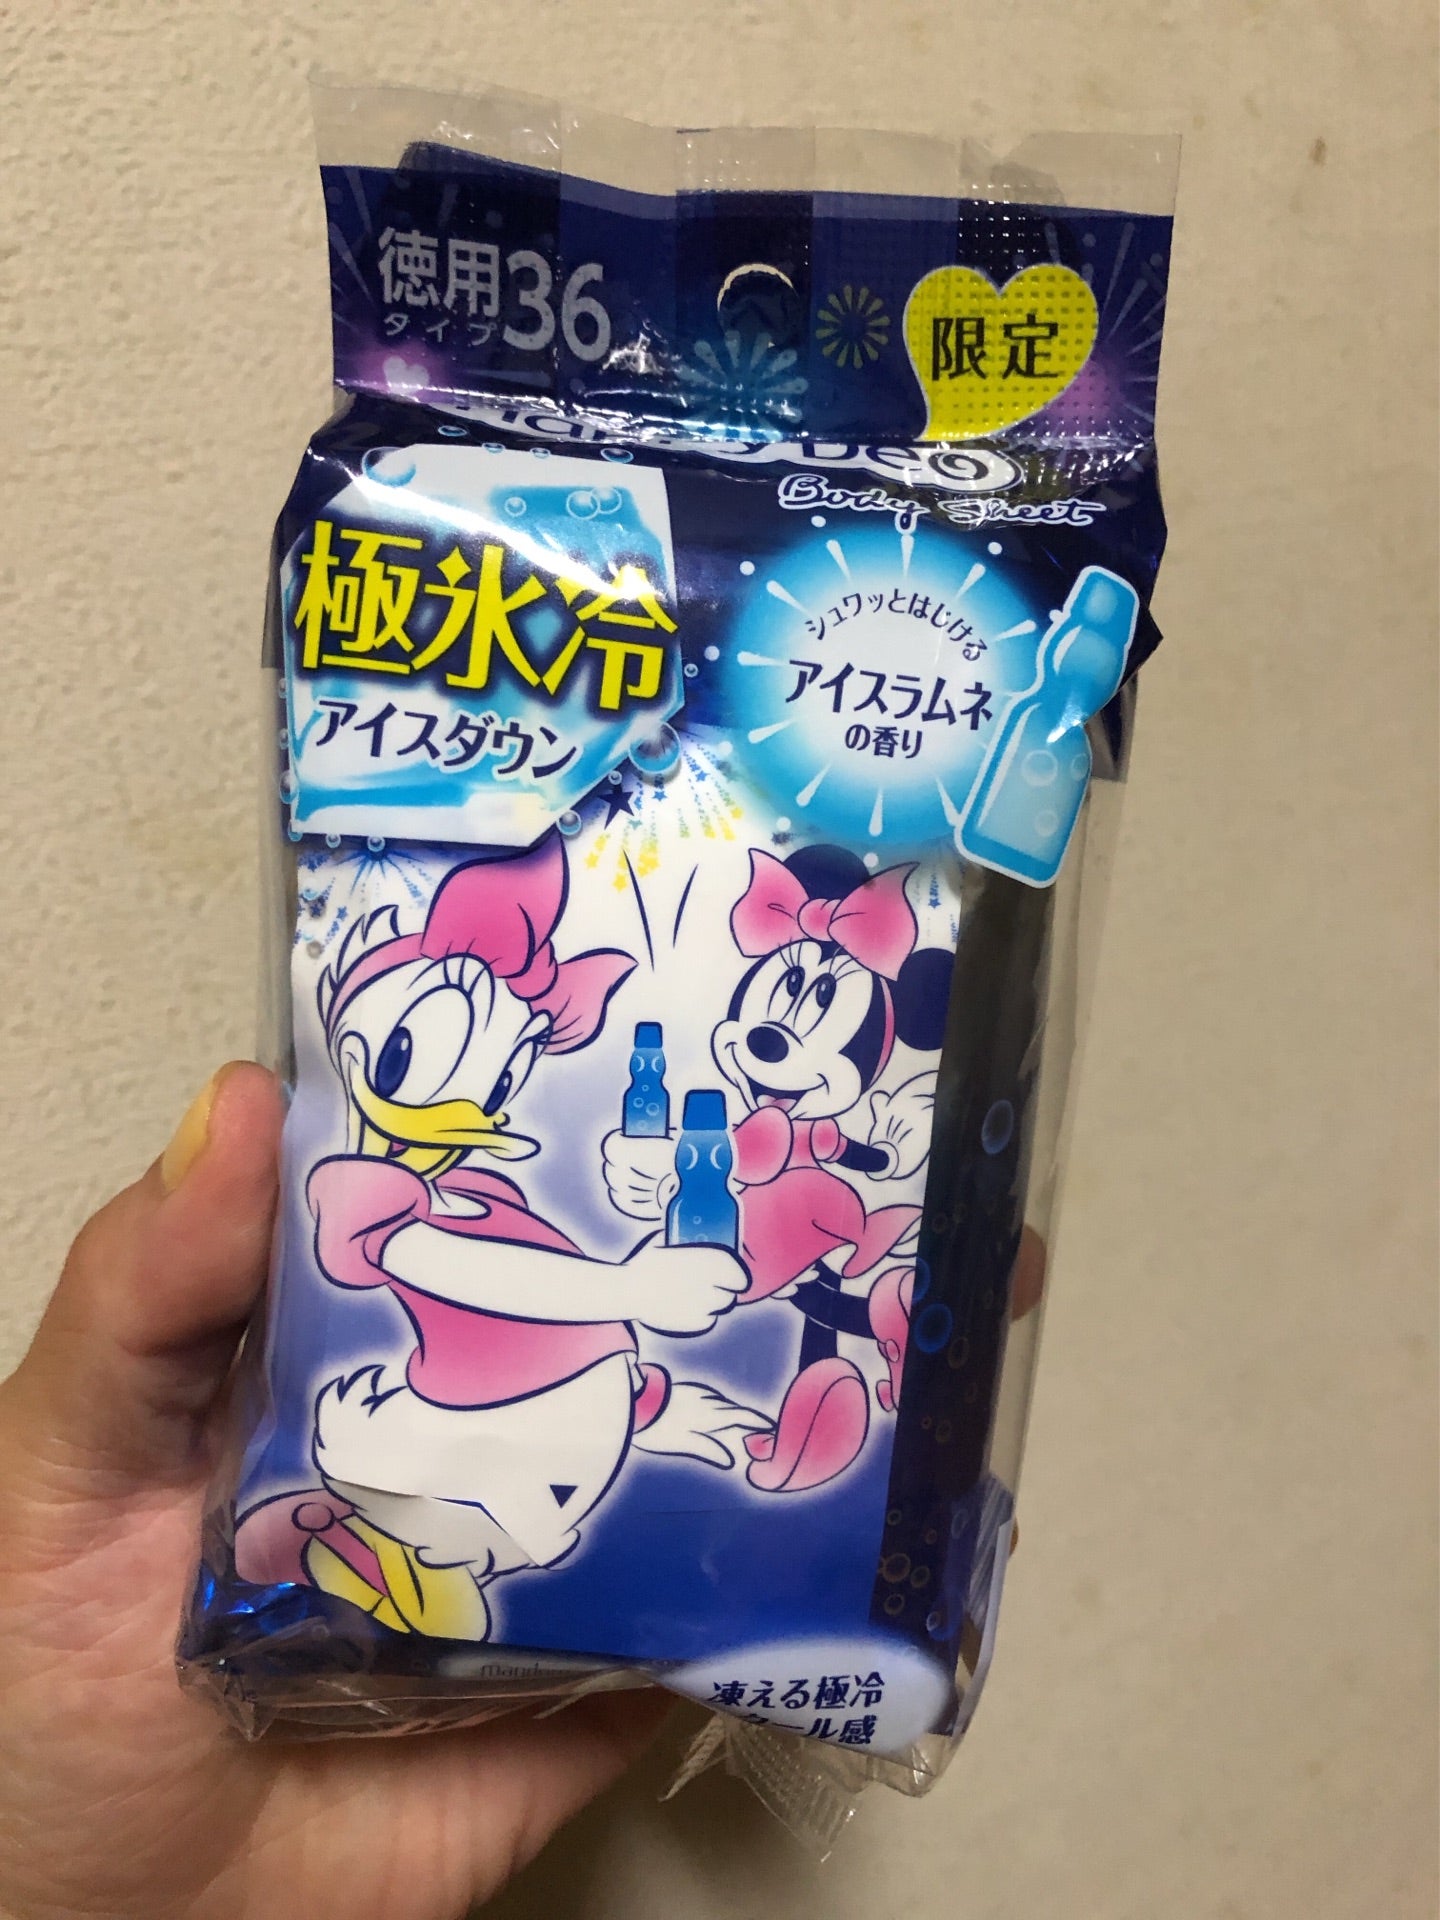 徳用
タイプ
36
限定
Body Sheet
極氷冷
アイスダウン
シュワッとはじける
アイスラムネ
の香り
凍える極冷
クール感